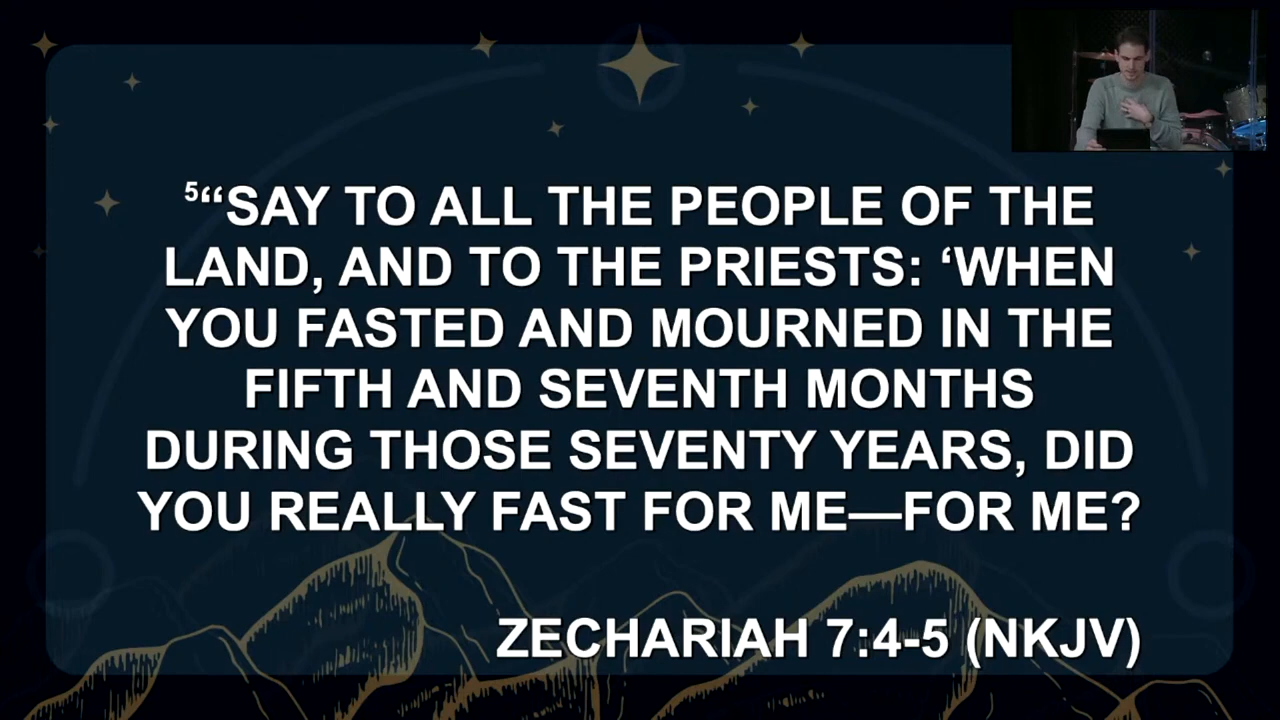 5“SAY TO ALL THE PEOPLE OF THE
LAND, AND TO THE PRIESTS: ‘WHEN
YOU FASTED AND MOURNED IN THE
FIFTH AND SEVENTH MONTHS
DURING THOSE SEVENTY YEARS, DID
YOU REALLY FAST FOR ME—FOR ME?
ZECHARIAH 7:4-5 (NKJV)